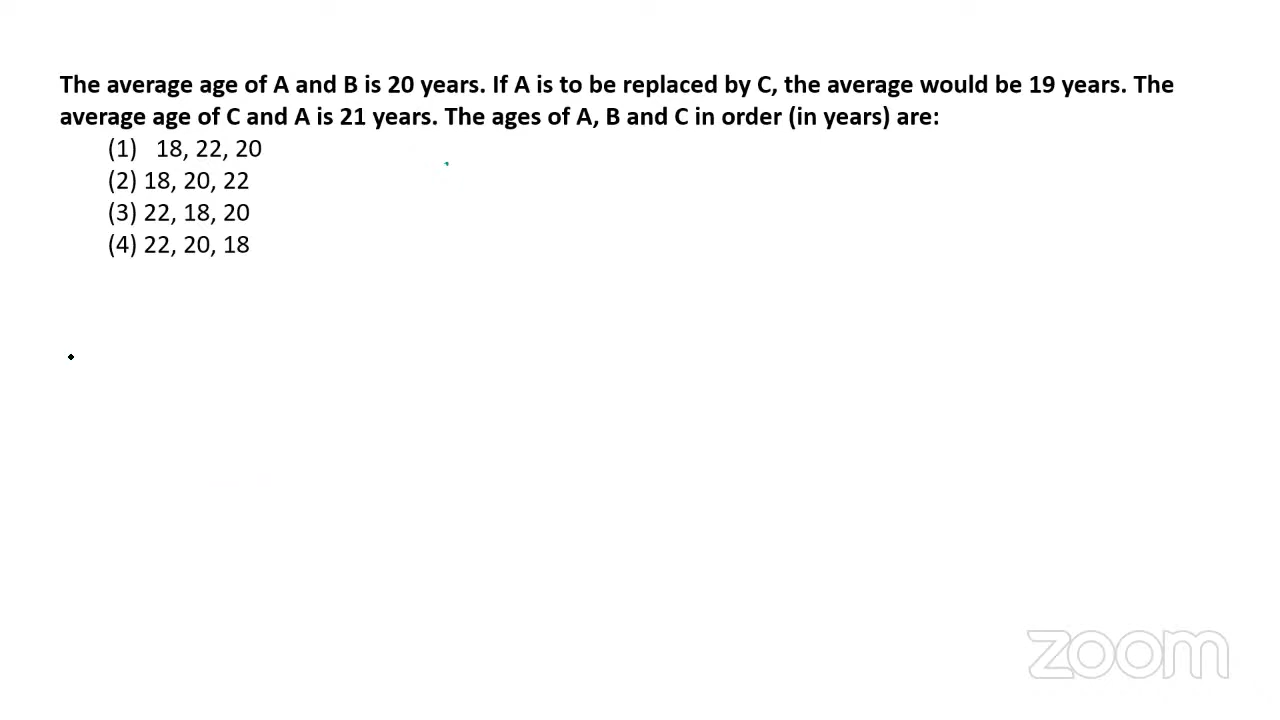 The average age of A and B is 20 years. If A is to be replaced by C, the average would be 19 years. The
average age of C and A is 21 years. The ages of A, B and C in order (in years) are:
(1) 18, 22, 20
(2) 18, 20, 22
(3) 22, 18, 20
(4) 22, 20, 18
zoom